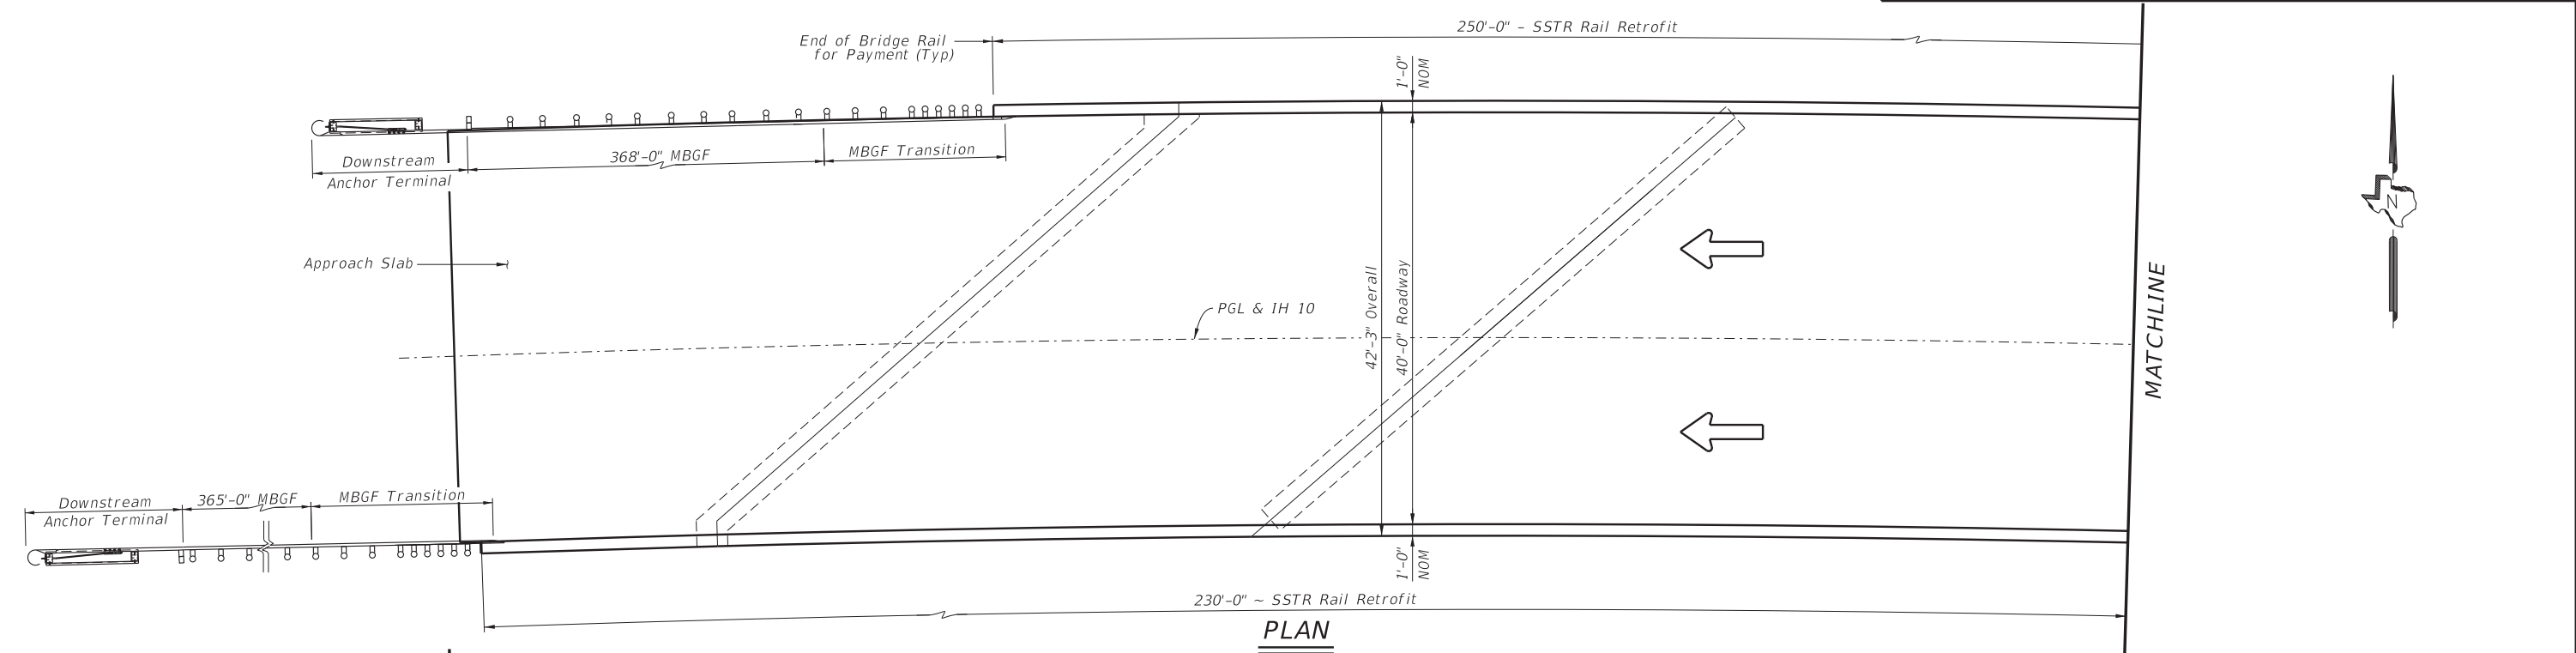 250'-0" – SSTR Rail Retrofit
End of Bridge Rail
for Payment (Typ)
1'-0"
NOM
368'-0" MBGF
MBGF Transition
Downstream
Anchor Terminal
Approach Slab
PGL & IH 10
42'-3" Overall
40'-0" Roadway
MATCHLINE
N
Downstream
Anchor Terminal
365'-0" MBGF
MBGF Transition
1'-0"
NOM
230'-0" ~ SSTR Rail Retrofit
PLAN